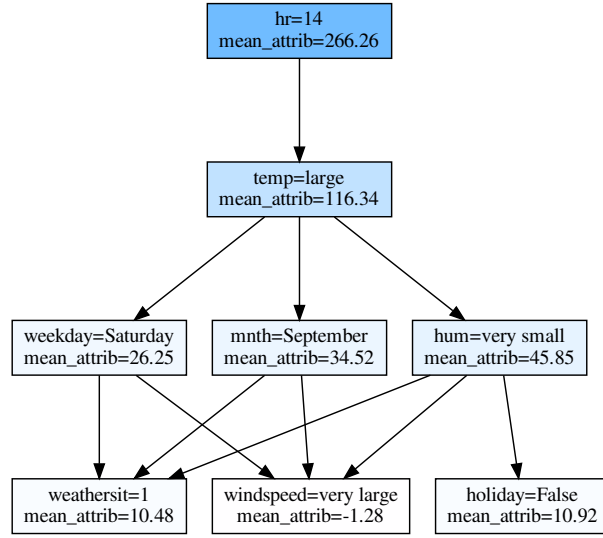 hr=14
mean_attrib=266.26
temp=large
mean_attrib=116.34
weekday=Saturday
mean_attrib=26.25
mnth=September
mean_attrib=34.52
hum=very small
mean_attrib=45.85
weathersit=1
mean_attrib=10.48
windspeed=very large
mean_attrib=-1.28
holiday=False
mean_attrib=10.92